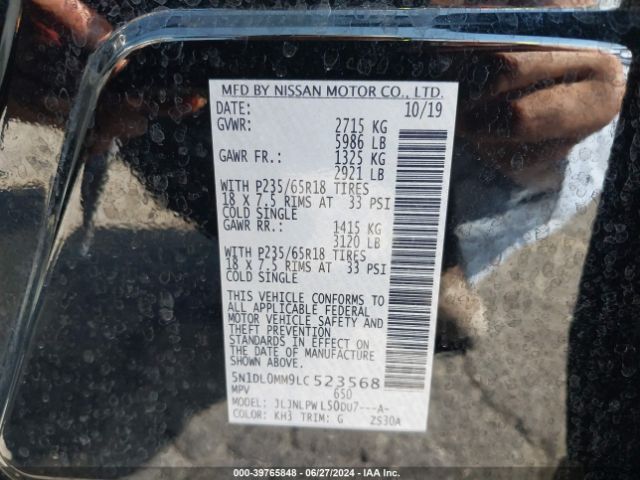 MFD BY NISSAN MOTOR CO., LTD.
DATE: 10/19
GVWR: 2715 KG
5986 LB
GAWR FR.: 1325 KG
2921 LB
WITH P235/65R18 TIRES
18 X 7.5 RIMS AT 33 PSI
COLD SINGLE
GAWR RR.: 1415 KG
3120 LB
WITH P235/65R18 TIRES
18 X 7.5 RIMS AT 33 PSI
COLD SINGLE
THIS VEHICLE CONFORMS TO
ALL APPLICABLE FEDERAL
MOTOR VEHICLE SAFETY AND
THEFT PREVENTION
STANDARDS IN EFFECT ON
THE DATE OF MANUFACTURE
SHOWN ABOVE.
5N1DL0MM9LC523568
MPV 650
MODEL: JLJNLPWL50DU7---A-
COLOR: KH3 TRIM: G ZS30A
000-39765848 - 06/27/2024 - IAA Inc.